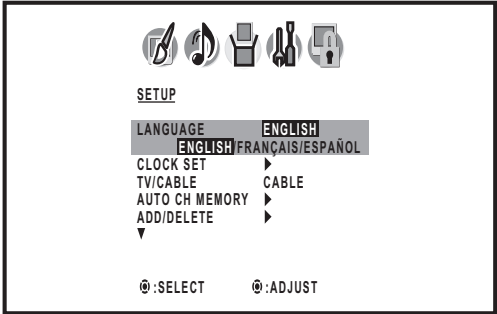 SETUP
LANGUAGE ENGLISH
ENGLISH/FRANÇAIS/ESPAÑOL
CLOCK SET
TV/CABLE CABLE
AUTO CH MEMORY
ADD/DELETE
:SELECT :ADJUST